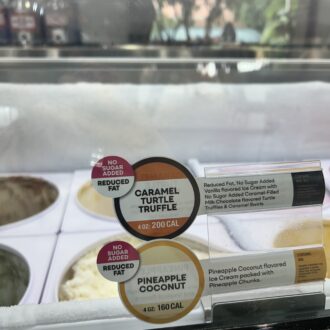 NO
SUGAR
ADDED
REDUCED
FAT
CARAMEL
TURTLE
TRUFFLE
4 OZ: 200 CAL
Reduced Fat, No Sugar Added
Vanilla flavored Ice Cream with
No Sugar Added Caramel-Filled
Milk Chocolate flavored
Truffles & Caramel Swirls.
NO
SUGAR
ADDED
REDUCED
FAT
PINEAPPLE
COCONUT
4 OZ: 160 CAL
Pineapple Coconut flavored
Ice Cream packed with
Pineapple Chunks.